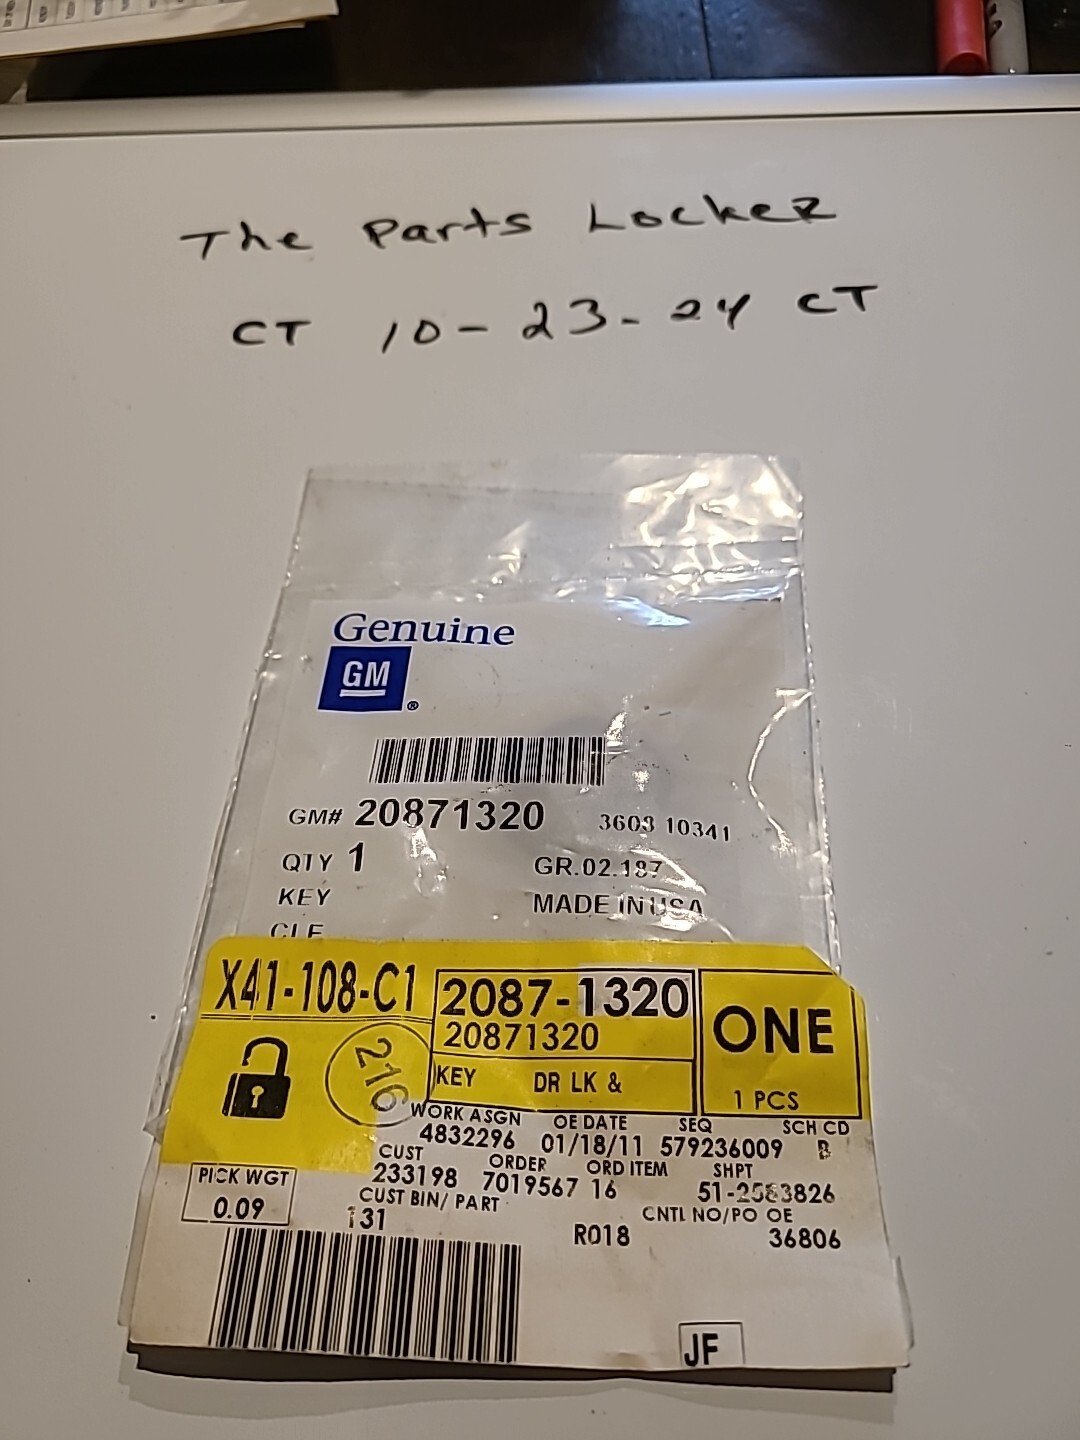 The Parts Locker
CT 10-23-24 CT
Genuine
GM ®
GM# 20871320 3603 10341
QTY 1 GR.02.187
KEY MADE IN USA
CLE
X41-108-C1
2087-1320
20871320
KEY DR LK &
ONE
1 PCS
216
WORK ASGN OE DATE SEQ SCH CD
4832296 01/18/11 579236009 B
CUST ORDER ORD ITEM SHPT
233198 7019567 16 51-2583826
PICK WGT
0.09
CUST BIN/ PART CNTL NO/PO OE
131 R018 36806
JF